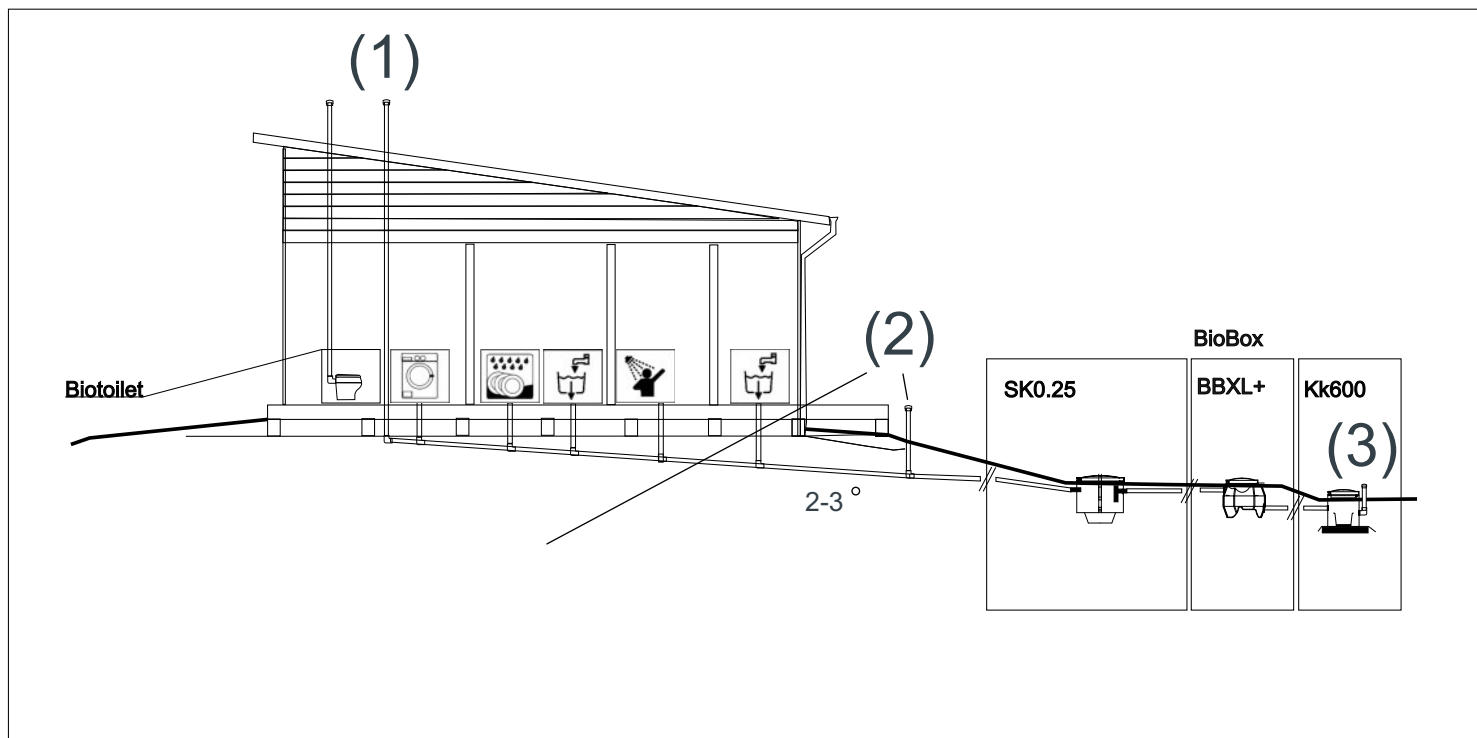 (1)
(2)
BioBox
Biotoilet
SK0.25
BBXL+
Kk600
(3)
2-3 °